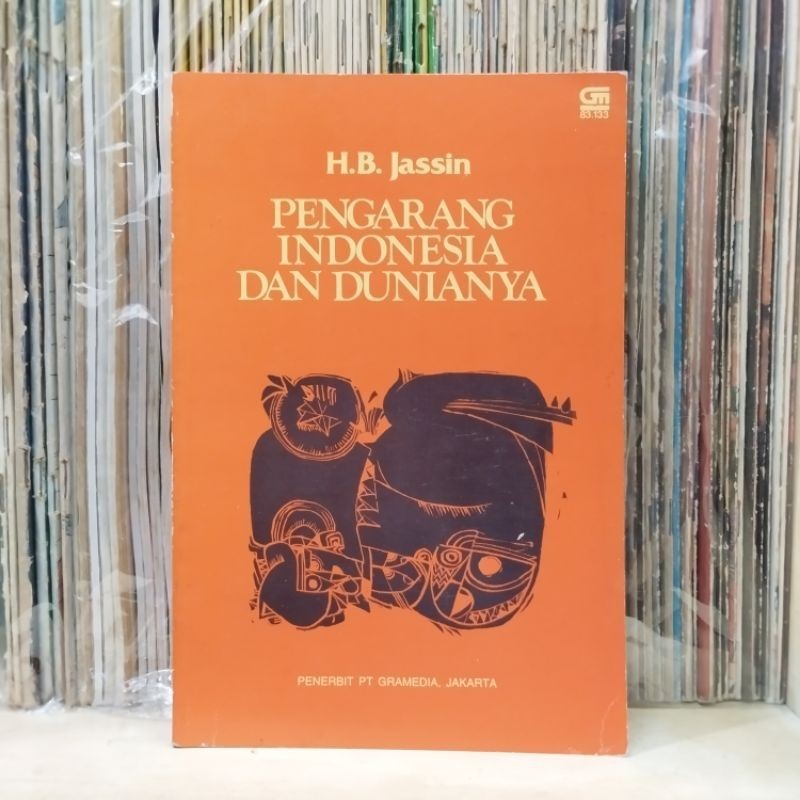 Gm
83.133
H.B. Jassin
PENGARANG
INDONESIA
DAN DUNIANYA
PENERBIT PT GRAMEDIA, JAKARTA